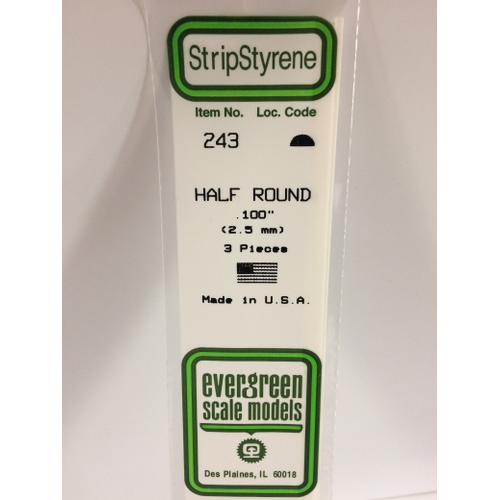 StripStyrene
Item No. Loc. Code
243
HALF ROUND
.100"
(2.5 mm)
3 Pieces
Made in U.S.A.
evergreen
scale models
Des Plaines, IL 60018